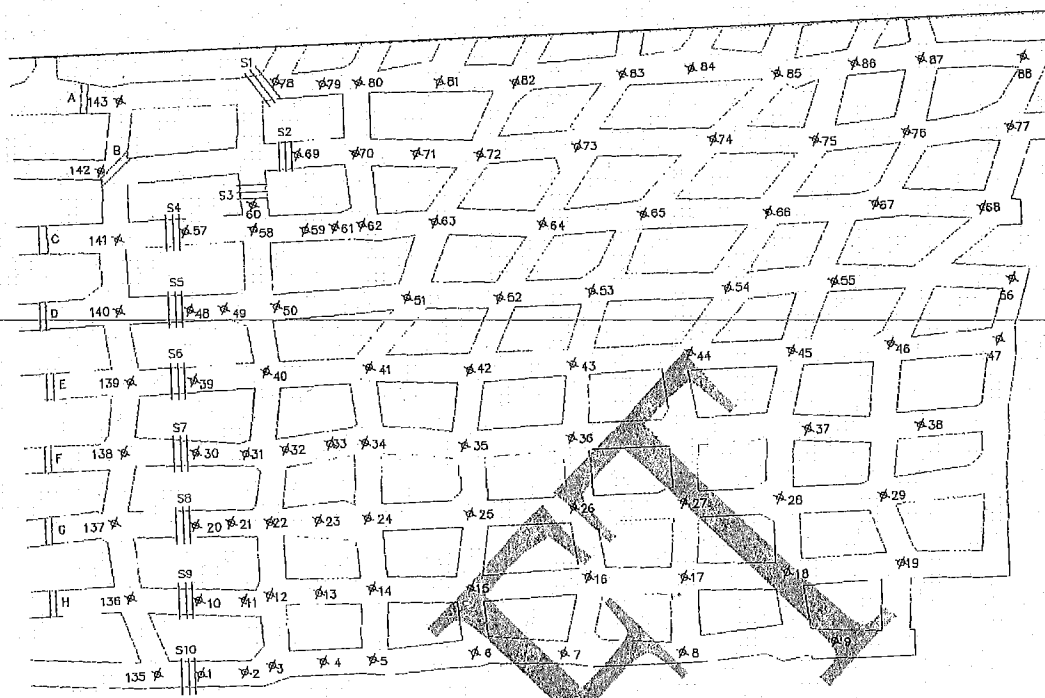 S1 78 79 80 81 82 83 84 85 86 87 88
A 143
S2 69 70 71 72 73 74 75 76 77
B
142
S3 60
S4 57 58 59 61 62 63 64 65 66 67 68
C 141
S5
D 140 48 49 50 51 52 53 54 55 56
S6
E 139 39 40 41 42 43 44 45 46 47
S7
F 138 30 31 32 33 34 35 36 37 38
S8
G 137 20 21 22 23 24 25 26 27 28 29
S9
H 136 10 11 12 13 14 15 16 17 18 19
S10
135 1 2 3 4 5 6 7 8 9